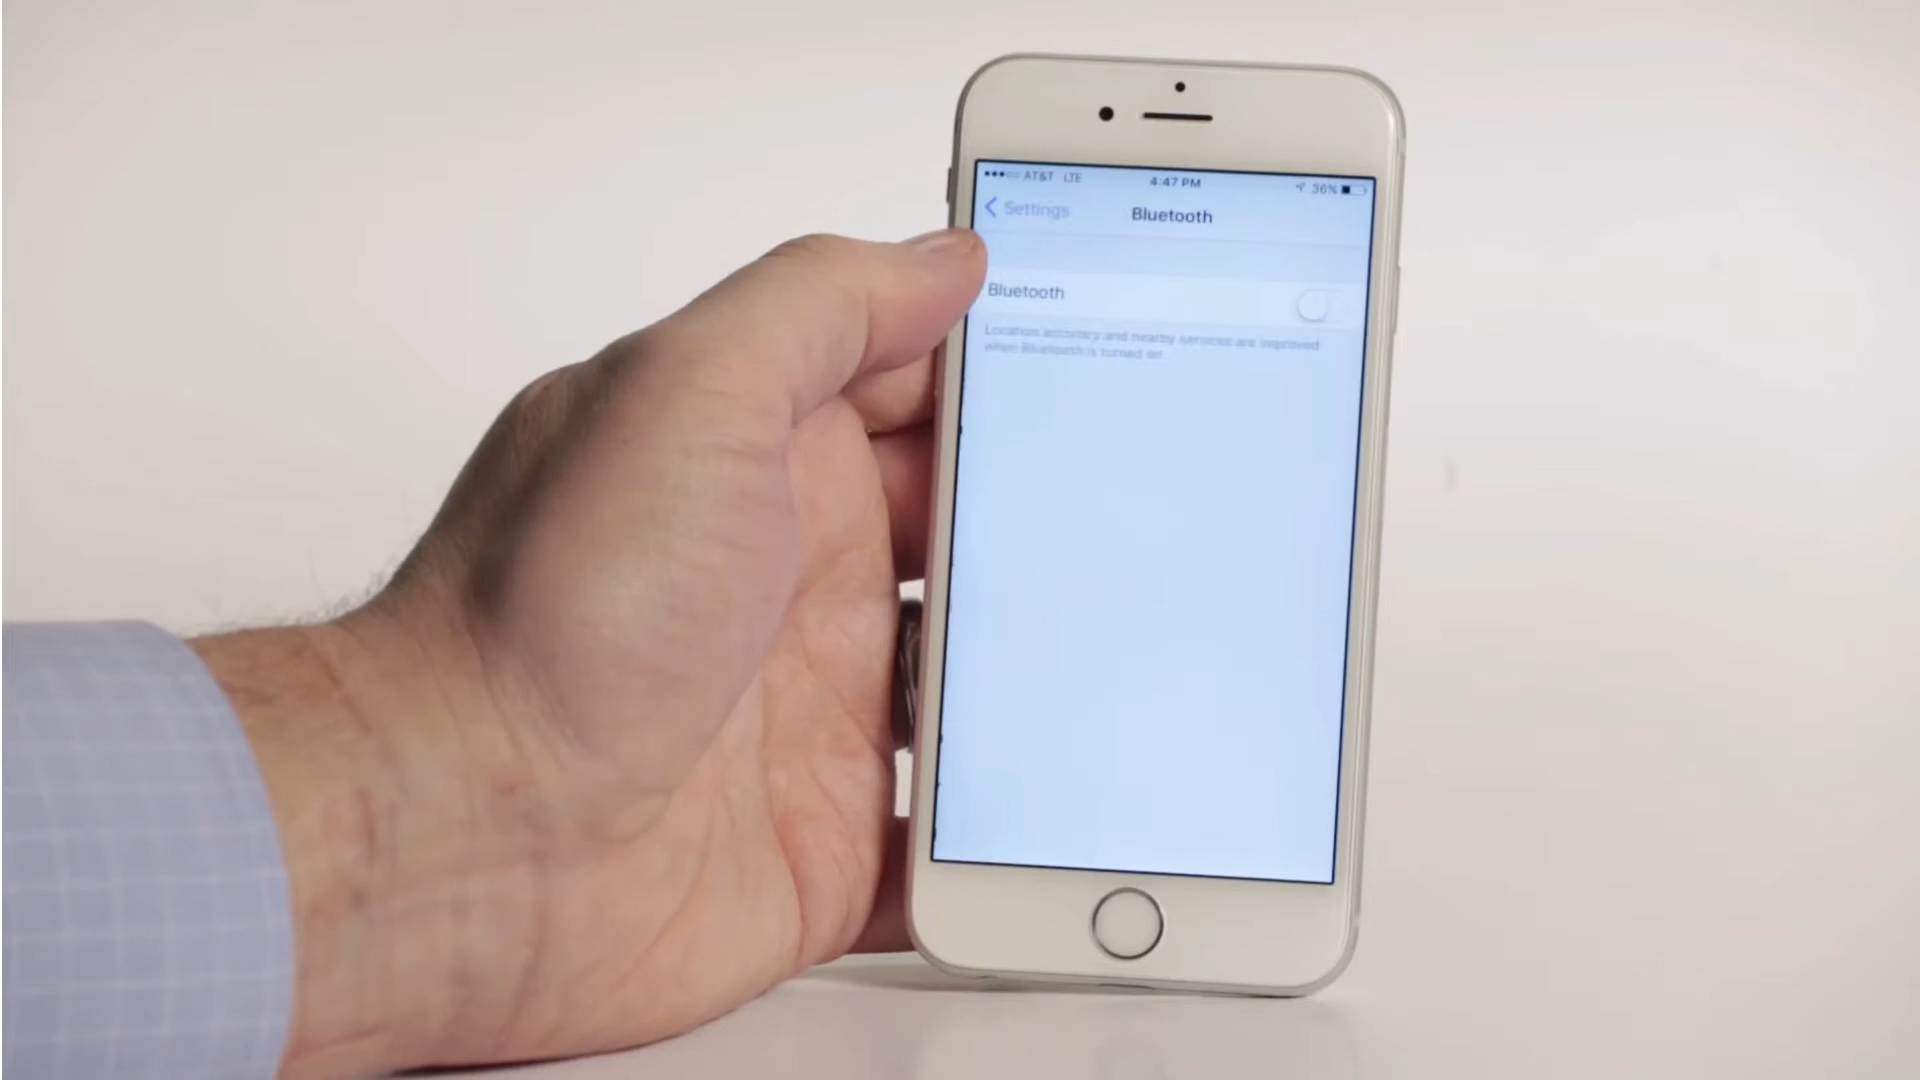 AT&T LTE 4:47 PM 36%
Settings Bluetooth
Bluetooth
Location accuracy and nearby services are improved
when Bluetooth is turned on.